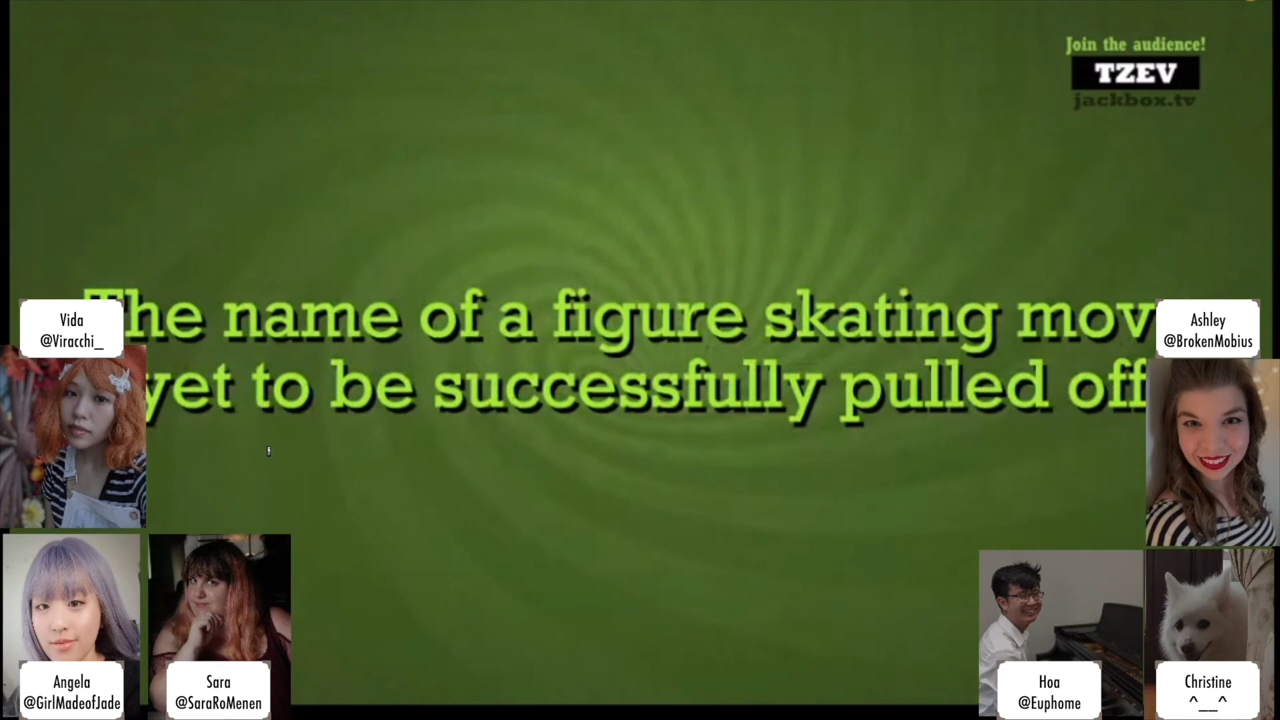 Join the audience!
TZEV
jackbox.tv
The name of a figure skating mov
yet to be successfully pulled off
Vida
@Viracchi_
Ashley
@BrokenMobius
Angela
@GirlMadeofJade
Sara
@SaraRoMenen
Hoa
@Euphome
Christine
^__^